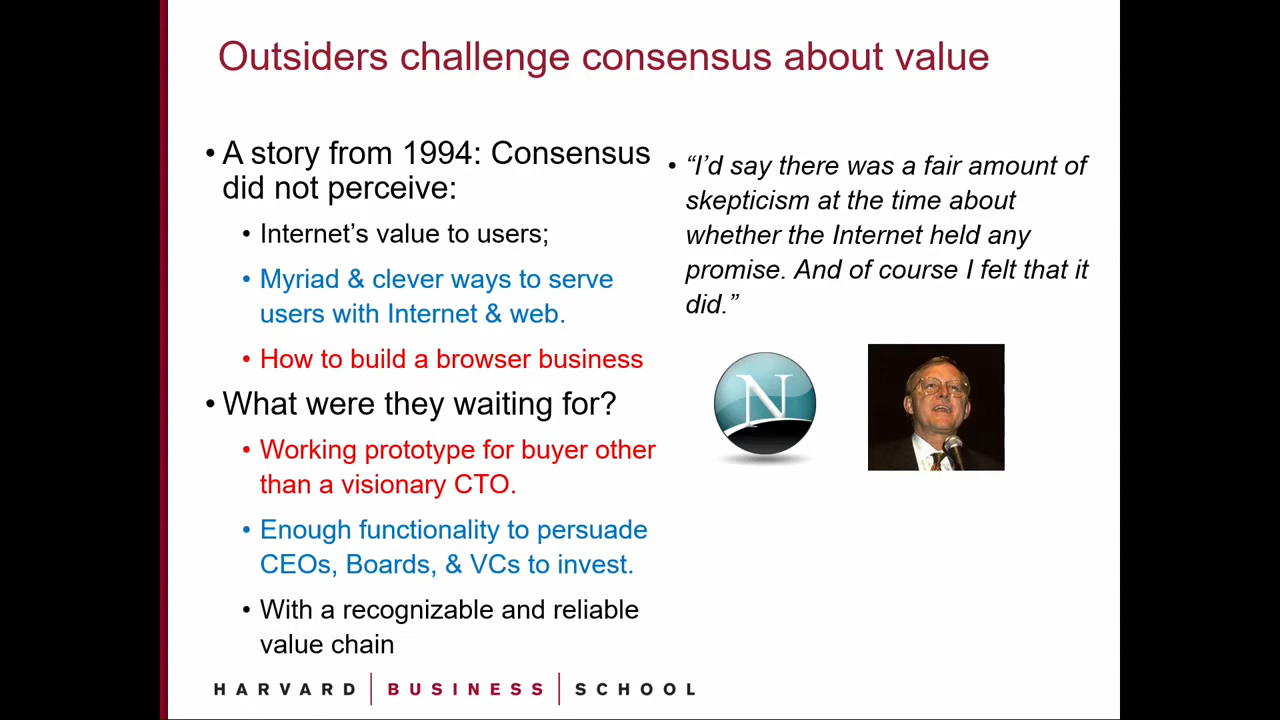 Outsiders challenge consensus about value
• A story from 1994: Consensus
did not perceive:
• Internet’s value to users;
• Myriad & clever ways to serve
users with Internet & web.
• How to build a browser business
• What were they waiting for?
• Working prototype for buyer other
than a visionary CTO.
• Enough functionality to persuade
CEOs, Boards, & VCs to invest.
• With a recognizable and reliable
value chain
• “I’d say there was a fair amount of
skepticism at the time about
whether the Internet held any
promise. And of course I felt that it
did.”
N
HARVARD | BUSINESS | SCHOOL